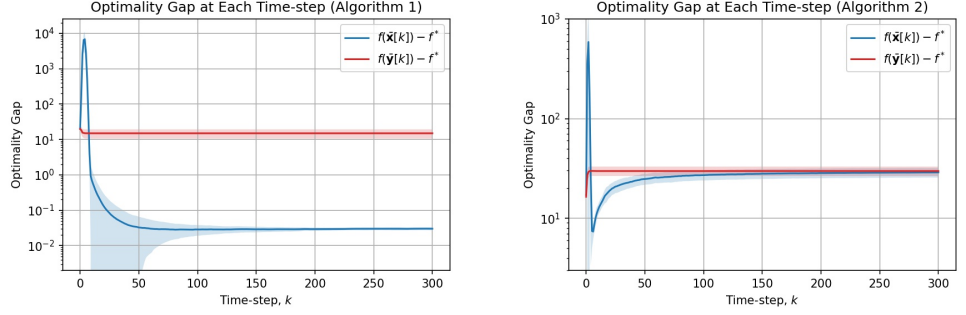 Optimality Gap at Each Time-step (Algorithm 1)
Optimality Gap
10⁴
10³
10²
10¹
10⁰
10⁻¹
10⁻²
f(x̄[k]) − f*
f(ȳ[k]) − f*
0 50 100 150 200 250 300
Time-step, k
Optimality Gap at Each Time-step (Algorithm 2)
Optimality Gap
10³
10²
10¹
f(x̄[k]) − f*
f(ȳ[k]) − f*
0 50 100 150 200 250 300
Time-step, k